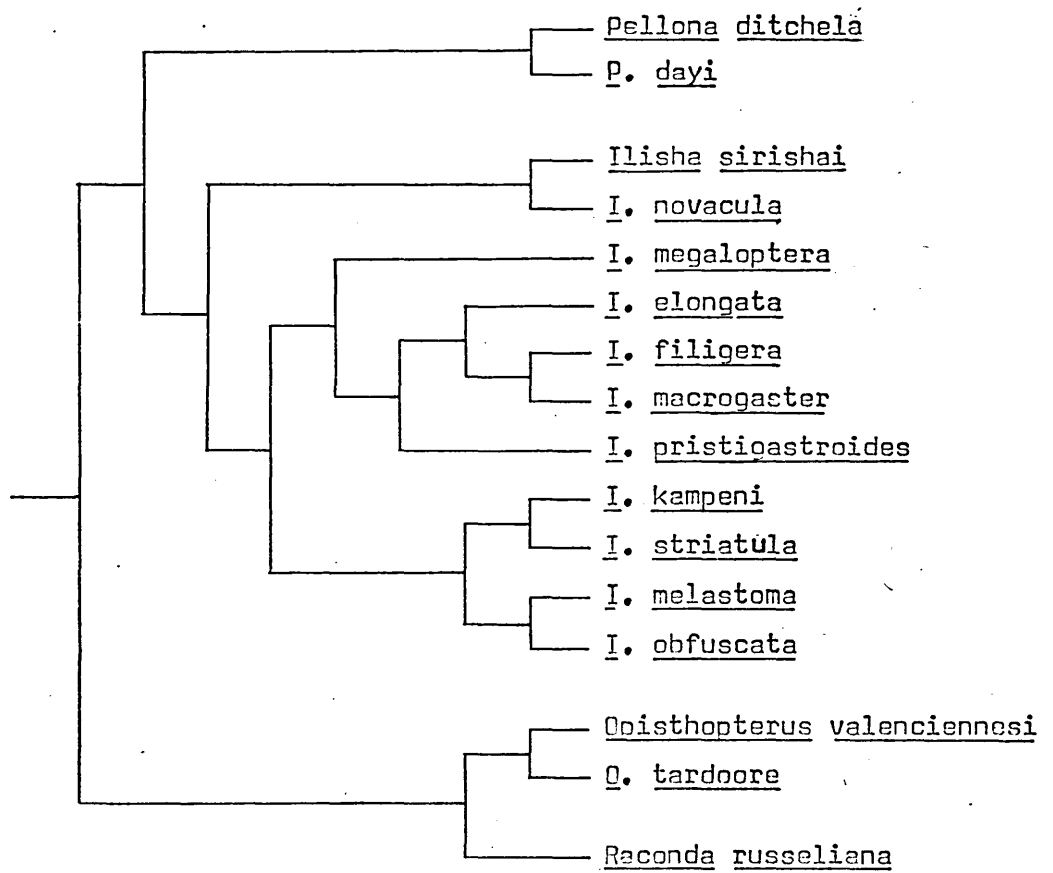 Pellona ditchela
P. dayi
Ilisha sirishai
I. novacula
I. megaloptera
I. elongata
I. filigera
I. macrogaster
I. pristigastroides
I. kampeni
I. striatula
I. melastoma
I. obfuscata
Opisthopterus valenciennesi
O. tardoore
Raconda russeliana